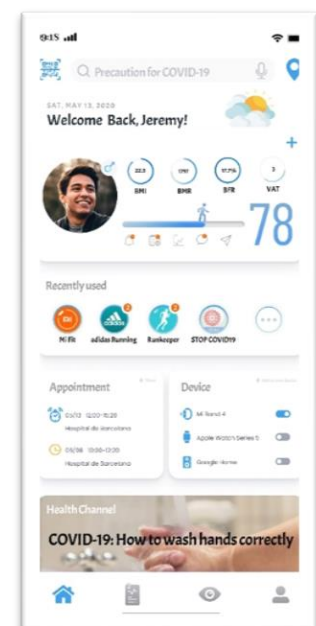 9:15
Precaution for COVID-19
SAT. MAY 13, 2020
Welcome Back, Jeremy!
BMI BMR BFR VAT
78
Recently used
Mi Fit adidas Running Runkeeper STOP COVID19
Appointment
Hospital de Barcelona
Hospital de Barcelona
Device
Mi Band 4
Apple Watch Series 5
Google Home
Health Channel
COVID-19: How to wash hands correctly